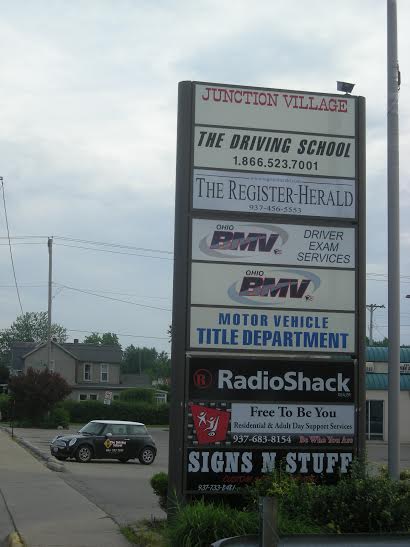 JUNCTION VILLAGE
THE DRIVING SCHOOL
1.866.523.7001
THE REGISTER-HERALD
937-456-5553
OHIO
BMV
DRIVER
EXAM
SERVICES
OHIO
BMV
MOTOR VEHICLE
TITLE DEPARTMENT
R RadioShack
DEALER
Free To Be You
Residential & Adult Day Support Services
937-683-8154 Be Who You Are
SIGNS N STUFF
CUSTOM